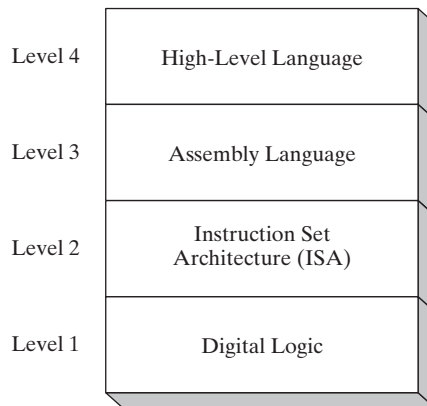 Level 4 High-Level Language
Level 3 Assembly Language
Level 2 Instruction Set
Architecture (ISA)
Level 1 Digital Logic